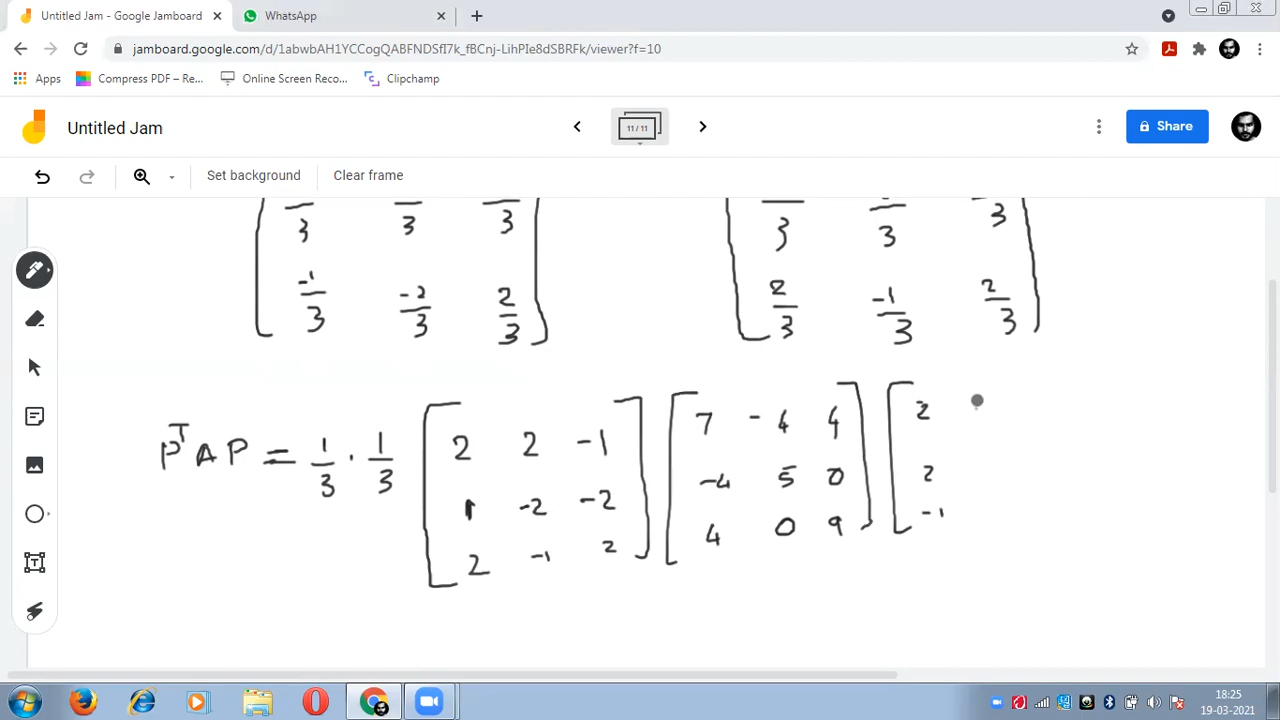 Untitled Jam - Google Jamboard
WhatsApp
jamboard.google.com/d/1abwbAH1YCCogQABFNDSfI7k_fBCnj-LihPIe8dSBRFk/viewer?f=10
Apps Compress PDF – Re... Online Screen Reco... Clipchamp
Untitled Jam
11 / 11
Share
Set background Clear frame
3 3 3 3 3 3
-1/3 -2/3 2/3 2/3 -1/3 2/3
PᵀAP = 1/3 · 1/3 [2 2 -1] [7 -4 4] [2
1 -2 -2 -4 5 0 2
2 -1 2 4 0 9 -1
18:25
19-03-2021